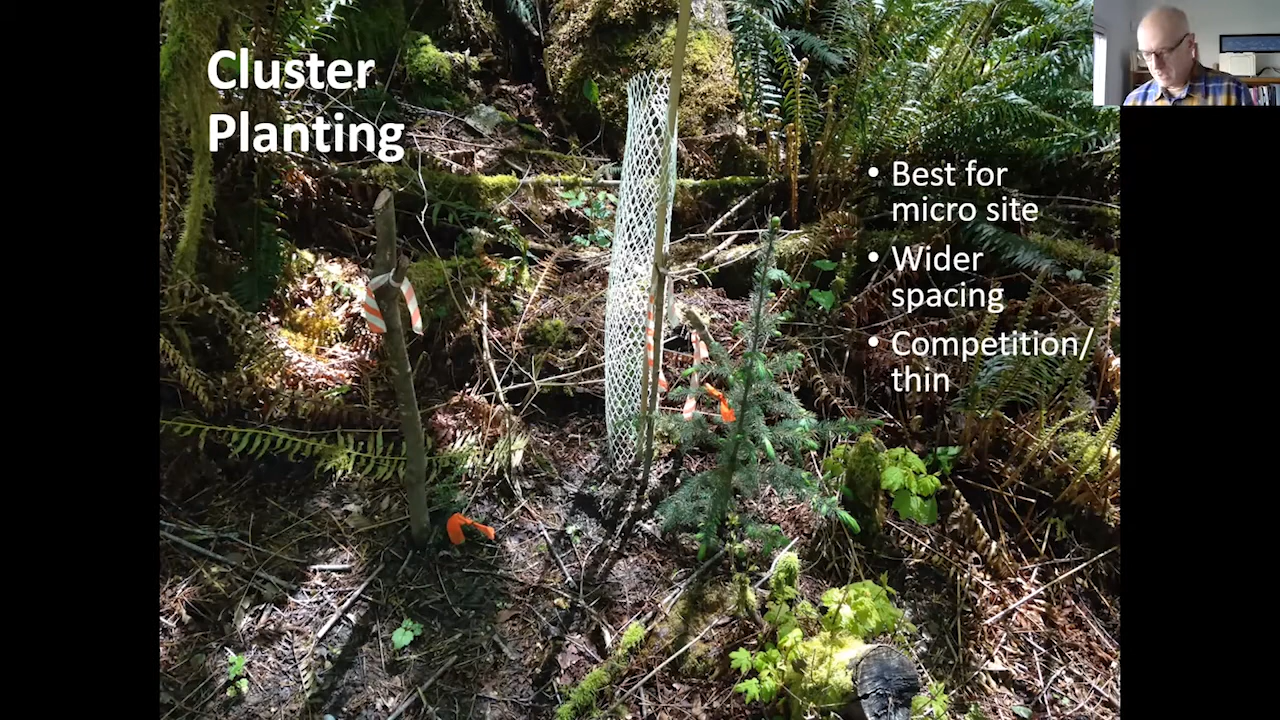 Cluster
Planting
• Best for
micro site
• Wider
spacing
• Competition/
thin